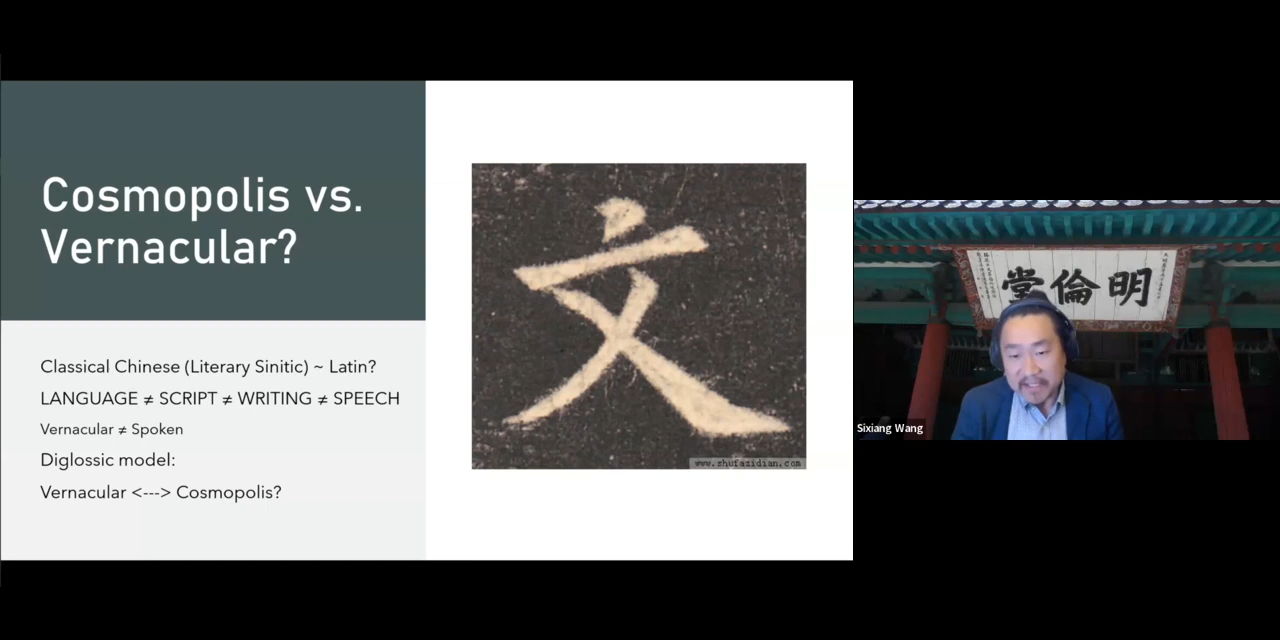 Cosmopolis vs.
Vernacular?
Classical Chinese (Literary Sinitic) ~ Latin?
LANGUAGE ≠ SCRIPT ≠ WRITING ≠ SPEECH
Vernacular ≠ Spoken
Diglossic model:
Vernacular <---> Cosmopolis?
文
www.shufazidian.com
堂倫明
Sixiang Wang